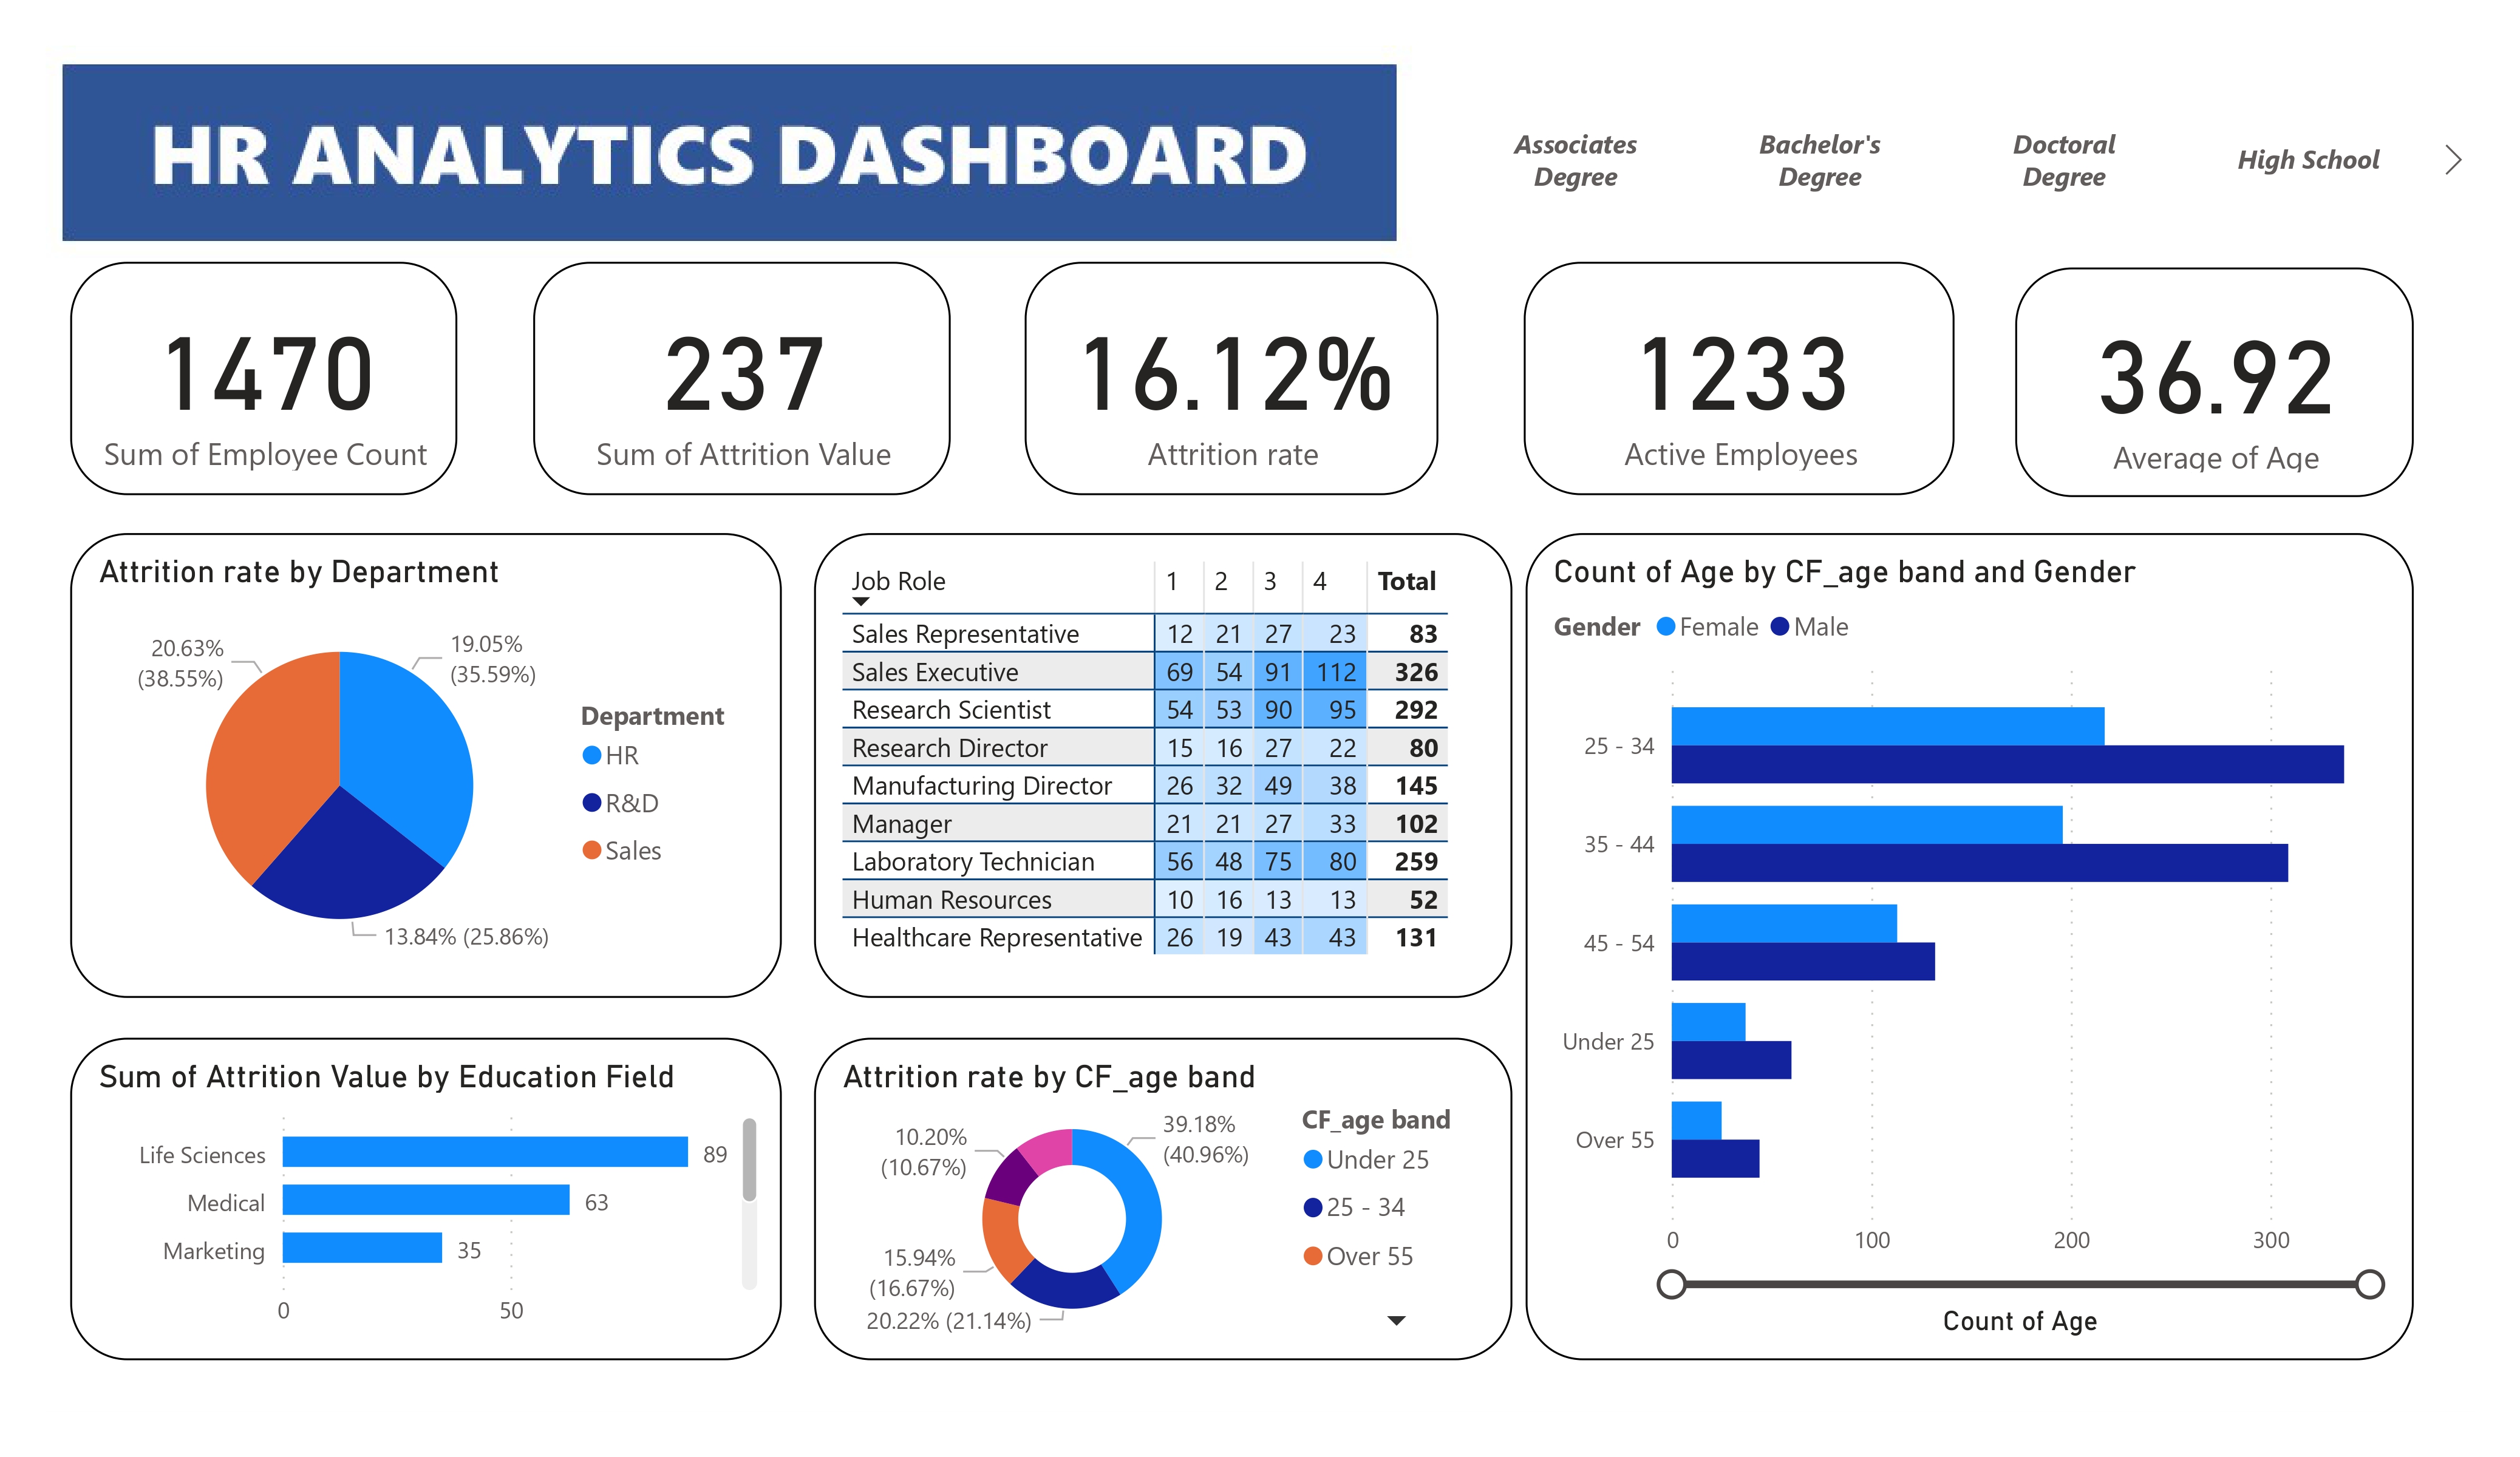 HR ANALYTICS DASHBOARD
Associates
Degree
Bachelor's
Degree
Doctoral
Degree
High School
1470
Sum of Employee Count
237
Sum of Attrition Value
16.12%
Attrition rate
1233
Active Employees
36.92
Average of Age
Attrition rate by Department
20.63%
(38.55%)
19.05%
(35.59%)
13.84% (25.86%)
Department
HR
R&D
Sales
Job Role 1 2 3 4 Total
Sales Representative 12 21 27 23 83
Sales Executive 69 54 91 112 326
Research Scientist 54 53 90 95 292
Research Director 15 16 27 22 80
Manufacturing Director 26 32 49 38 145
Manager 21 21 27 33 102
Laboratory Technician 56 48 75 80 259
Human Resources 10 16 13 13 52
Healthcare Representative 26 19 43 43 131
Count of Age by CF_age band and Gender
Gender Female Male
25 - 34
35 - 44
45 - 54
Under 25
Over 55
0 100 200 300
Count of Age
Sum of Attrition Value by Education Field
Life Sciences 89
Medical 63
Marketing 35
0 50
Attrition rate by CF_age band
39.18%
(40.96%)
10.20%
(10.67%)
15.94%
(16.67%)
20.22% (21.14%)
CF_age band
Under 25
25 - 34
Over 55